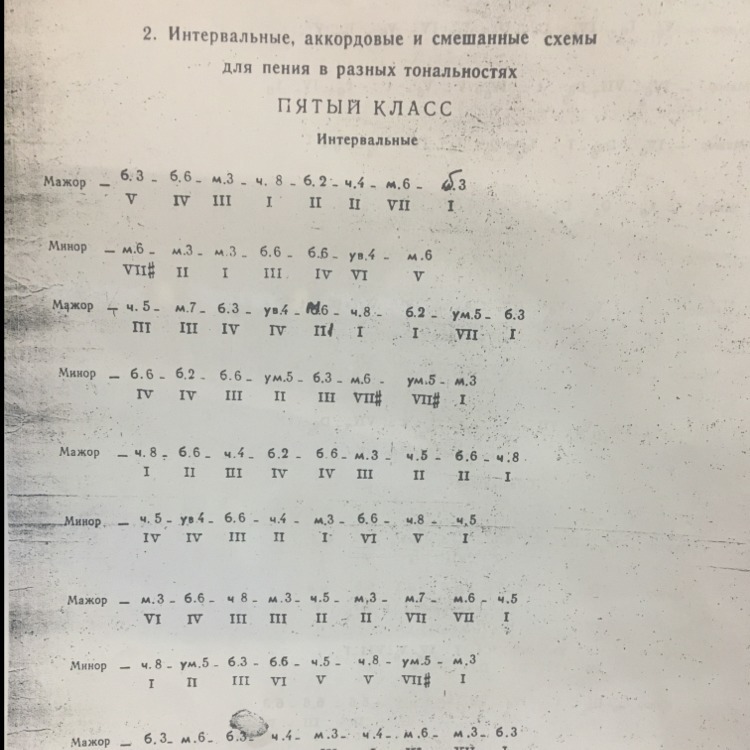 2. Интервальные, аккордовые и смешанные схемы
для пения в разных тональностях
ПЯТЫЙ КЛАСС
Интервальные
Мажор — б.3 - б.6 - м.3 - ч.8 - б.2 - ч.4 - м.6 - б.3
V IV III I II II VII I
Минор — м.6 - м.3 - м.3 - б.6 - б.6 - ув.4 - м.6
VII# II I III IV VI V
Мажор — ч.5 - м.7 - б.3 - ув.4 - м.6 - ч.8 - б.2 - ум.5 - б.3
III III IV IV III I I VII I
Минор — б.6 - б.2 - б.6 - ум.5 - б.3 - м.6 - ум.5 - м.3
IV IV III II III VII# VII# I
Мажор — ч.8 - б.6 - ч.4 - б.2 - б.6 - м.3 - ч.5 - б.6 - ч.8
I II III IV IV III II II I
Минор — ч.5 - ув.4 - б.6 - ч.4 - м.3 - б.6 - ч.8 - ч.5
IV IV III II I VI V I
Мажор — м.3 - б.6 - ч 8 - м.3 - ч.5 - м.3 - м.7 - м.6 - ч.5
VI IV III III II II VII VII I
Минор — ч.8 - ум.5 - б.3 - б.6 - ч.5 - ч.8 - ум.5 - м.3
I II III VI V V VII# I
Мажор — б.3 - м.6 - б.3 - ч.4 - м.3 - ч.4 - м.6 - м.3 - б.3